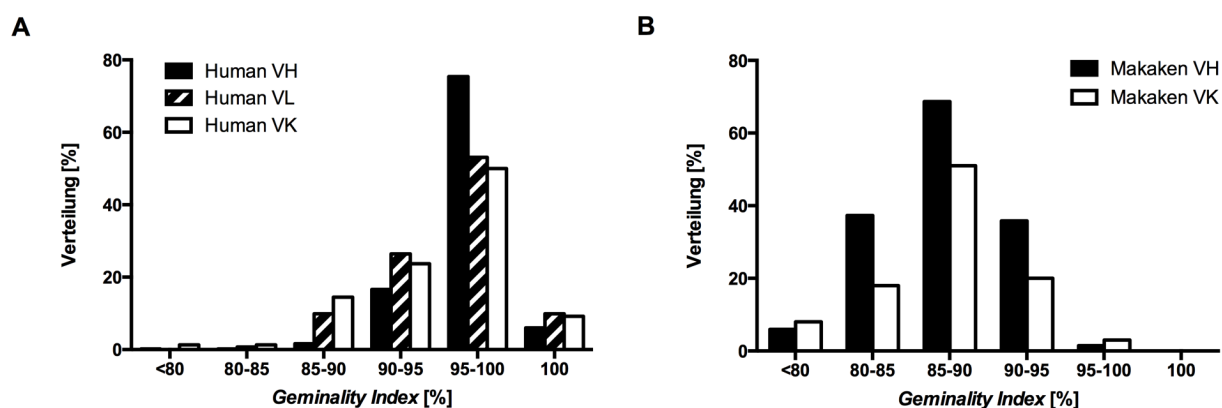 A
Human VH
Human VL
Human VK
Verteilung [%]
80
60
40
20
0
<80 80-85 85-90 90-95 95-100 100
Geminality Index [%]
B
Makaken VH
Makaken VK
Verteilung [%]
80
60
40
20
0
<80 80-85 85-90 90-95 95-100 100
Geminality Index [%]